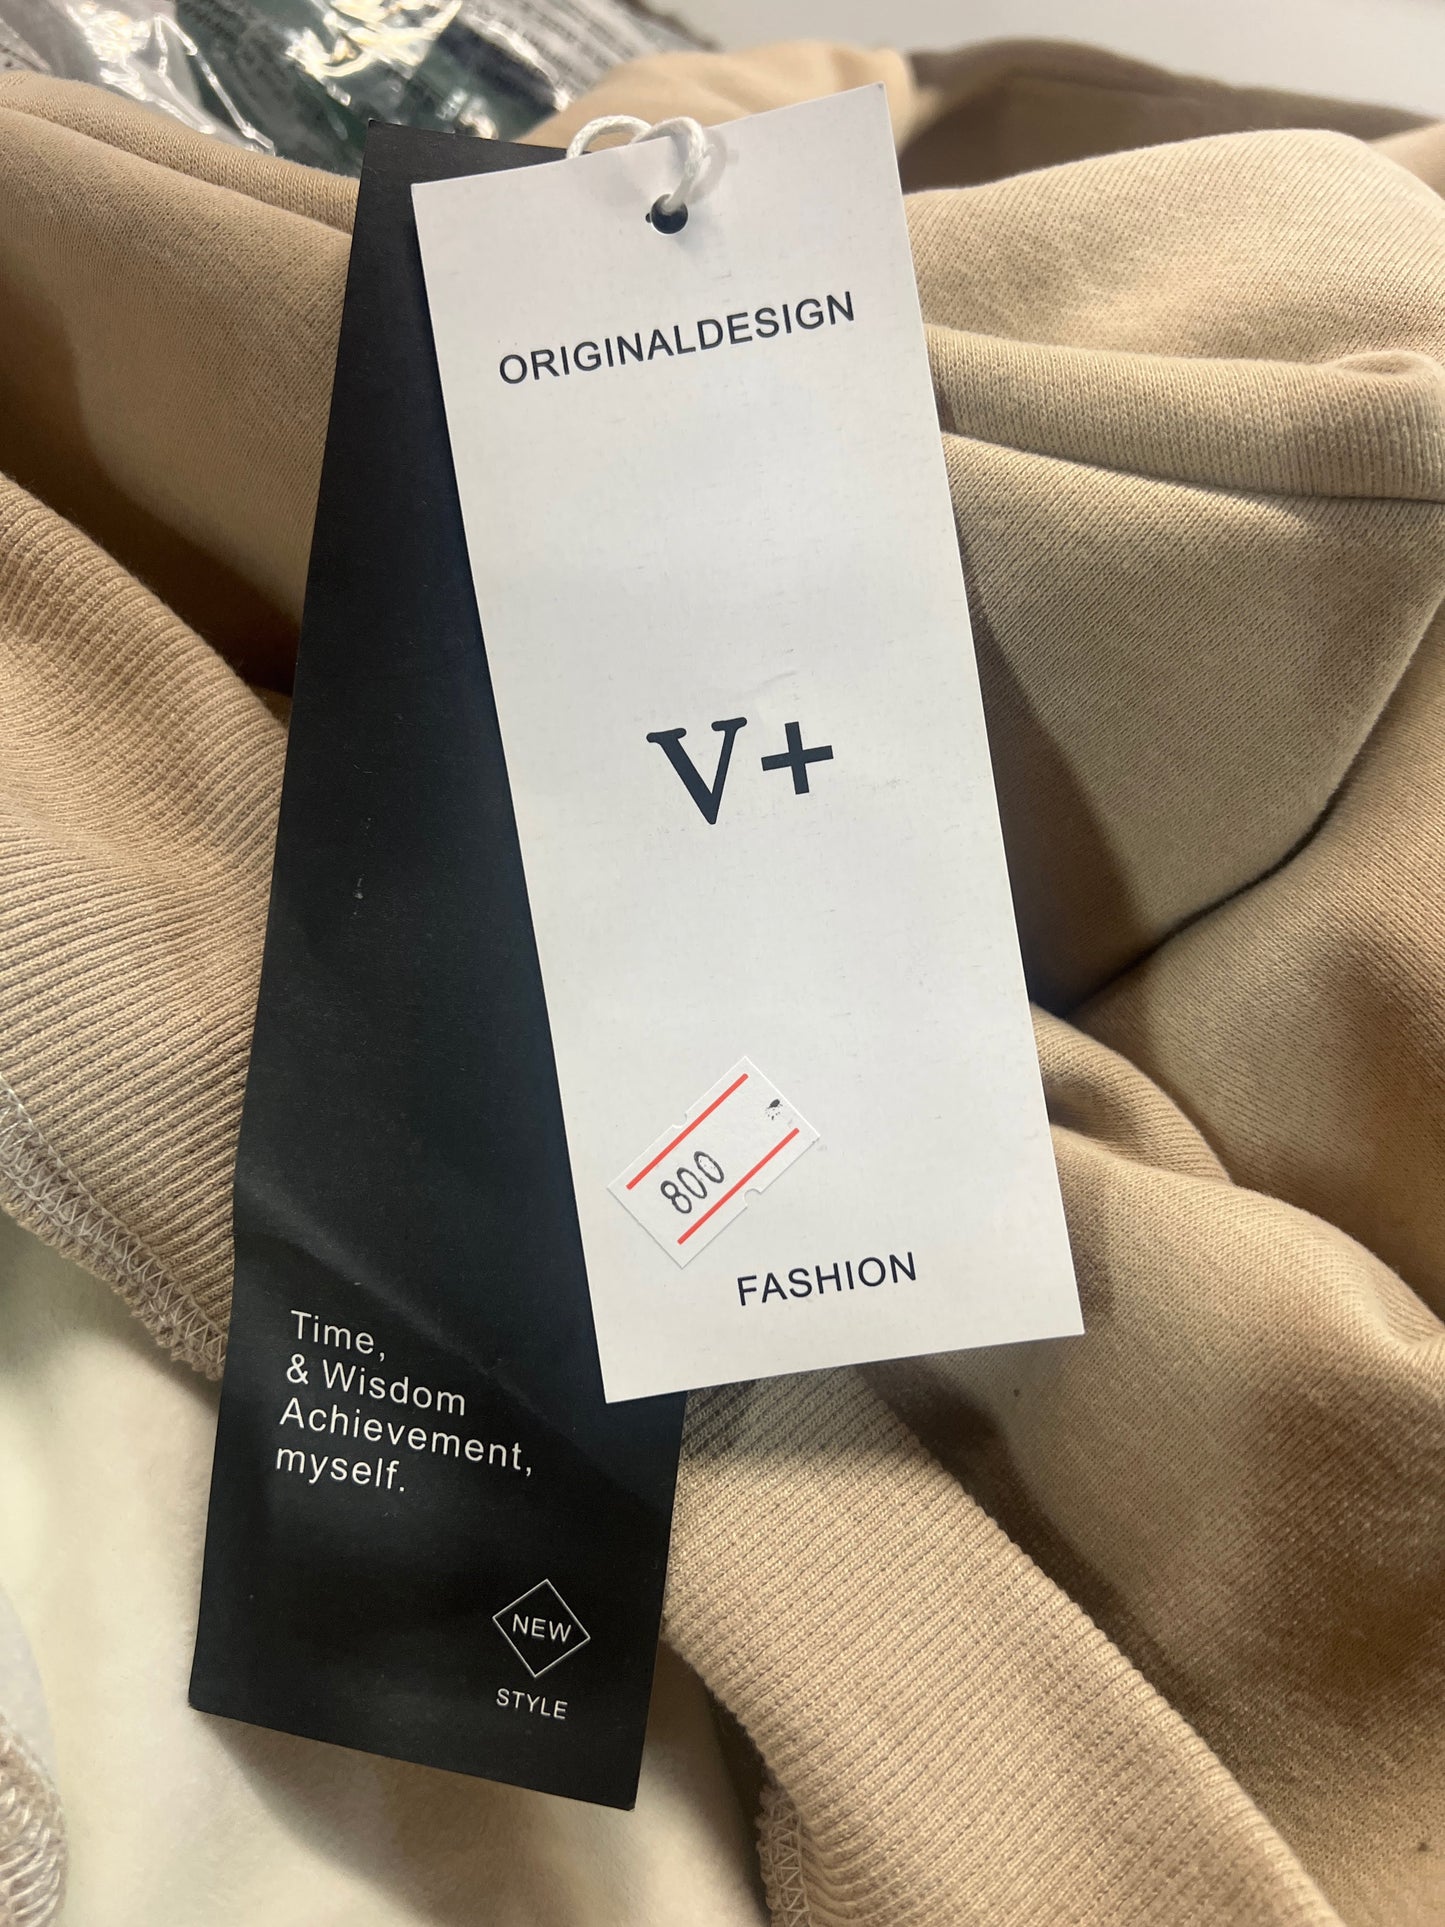 ORIGINALDESIGN
V+
800
FASHION
Time,
& Wisdom
Achievement,
myself.
NEW
STYLE